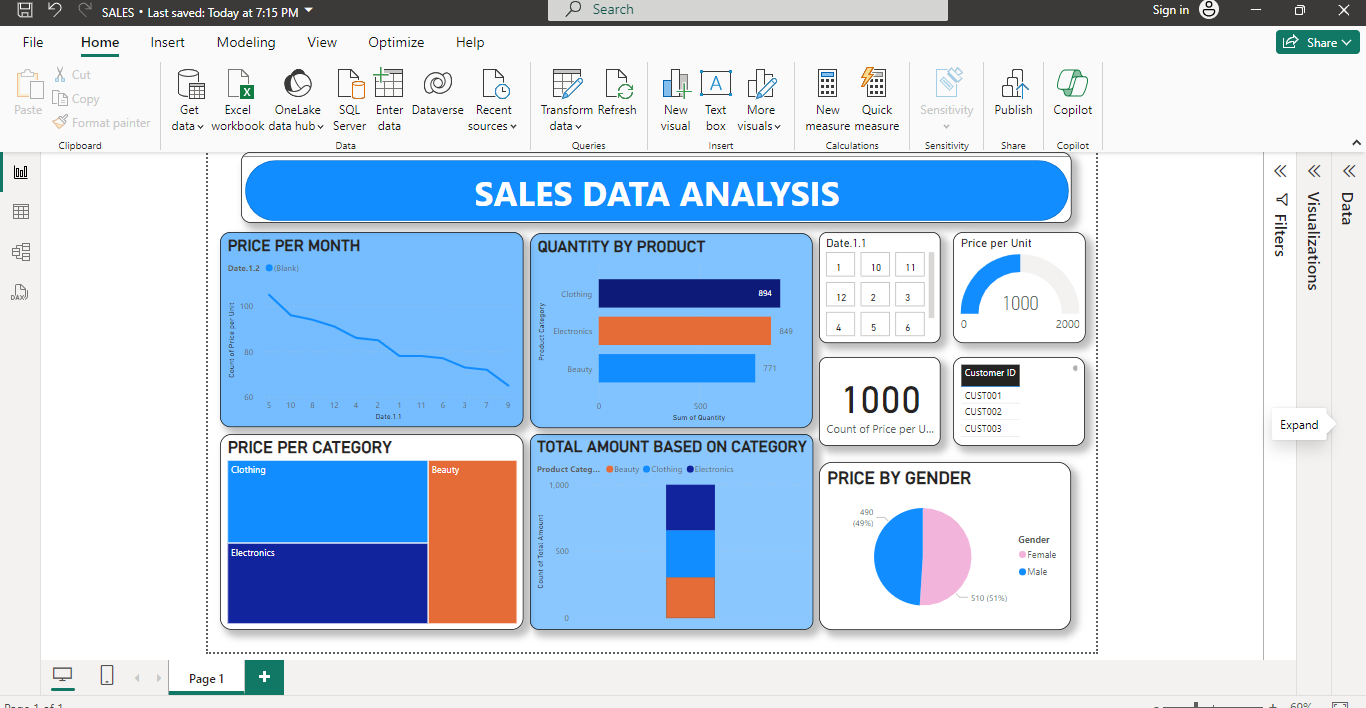 SALES • Last saved: Today at 7:15 PM
Search
Sign in
File Home Insert Modeling View Optimize Help
Share
Paste
Cut
Copy
Format painter
Clipboard
Get data
Excel workbook
OneLake data hub
SQL Server
Enter data
Dataverse
Recent sources
Data
Transform data
Refresh
Queries
New visual
Text box
More visuals
Insert
New measure
Quick measure
Calculations
Sensitivity
Sensitivity
Publish
Share
Copilot
Copilot
SALES DATA ANALYSIS
PRICE PER MONTH
Date.1.2 (Blank)
Count of Price per Unit
100
80
60
5 10 8 12 4 2 1 11 6 3 7 9
Date.1.1
QUANTITY BY PRODUCT
Product Category
Clothing 894
Electronics 849
Beauty 771
0 500
Sum of Quantity
Date.1.1
1 10 11
12 2 3
4 5 6
Price per Unit
1000
0 2000
1000
Count of Price per U...
Customer ID
CUST001
CUST002
CUST003
PRICE PER CATEGORY
Clothing
Beauty
Electronics
TOTAL AMOUNT BASED ON CATEGORY
Product Categ... Beauty Clothing Electronics
Count of Total Amount
1,000
500
0
PRICE BY GENDER
490
(49%)
510 (51%)
Gender
Female
Male
Filters
Visualizations
Data
Expand
DAX
Page 1
Page 1 of 1
69%